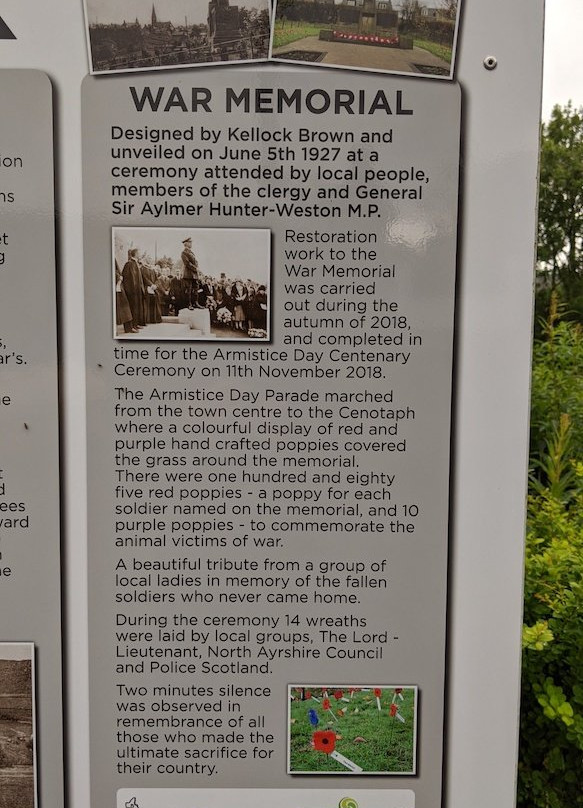 WAR MEMORIAL
Designed by Kellock Brown and
unveiled on June 5th 1927 at a
ceremony attended by local people,
members of the clergy and General
Sir Aylmer Hunter-Weston M.P.
Restoration
work to the
War Memorial
was carried
out during the
autumn of 2018,
and completed in
time for the Armistice Day Centenary
Ceremony on 11th November 2018.
The Armistice Day Parade marched
from the town centre to the Cenotaph
where a colourful display of red and
purple hand crafted poppies covered
the grass around the memorial.
There were one hundred and eighty
five red poppies - a poppy for each
soldier named on the memorial, and 10
purple poppies - to commemorate the
animal victims of war.
A beautiful tribute from a group of
local ladies in memory of the fallen
soldiers who never came home.
During the ceremony 14 wreaths
were laid by local groups, The Lord -
Lieutenant, North Ayrshire Council
and Police Scotland.
Two minutes silence
was observed in
remembrance of all
those who made the
ultimate sacrifice for
their country.